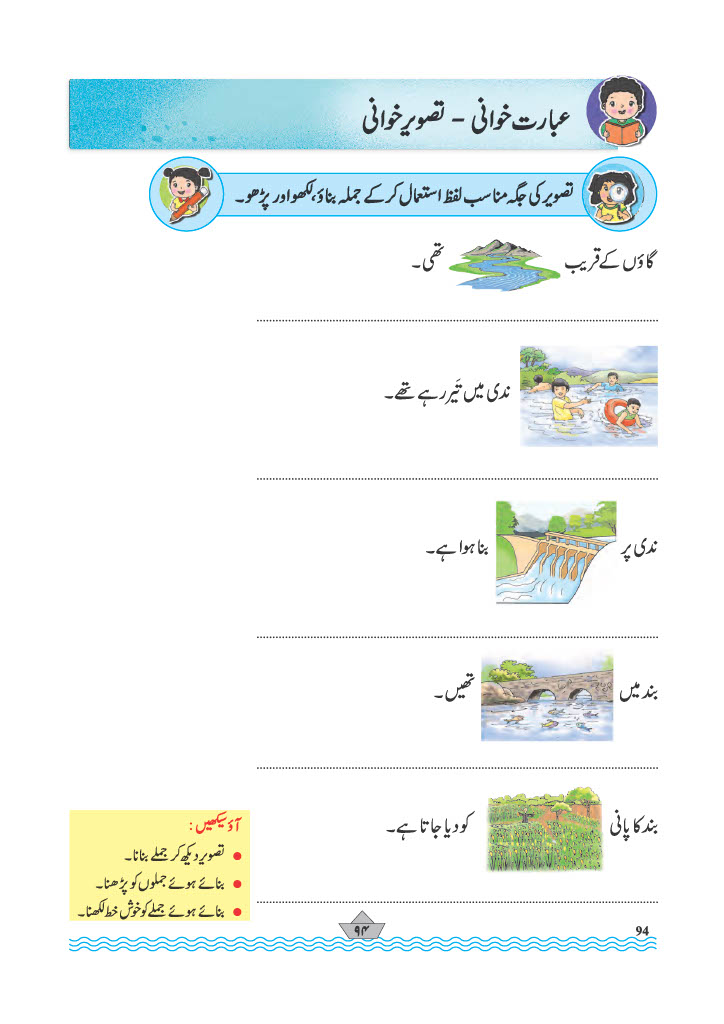 عبارت خوانی - تصویر خوانی
تصویر کی جگہ مناسب لفظ استعمال کر کے جملہ بناؤ، لکھو اور پڑھو۔
گاؤں کے قریب تھی۔
ندی میں تَیر رہے تھے۔
ندی پر بنا ہوا ہے۔
بند میں تھیں۔
بند کا پانی کو دیا جاتا ہے۔
آؤ سیکھیں:
● تصویر دیکھ کر جملے بنانا۔
● بنائے ہوئے جملوں کو پڑھنا۔
● بنائے ہوئے جملے کو خوش خط لکھنا۔
۹۴
94